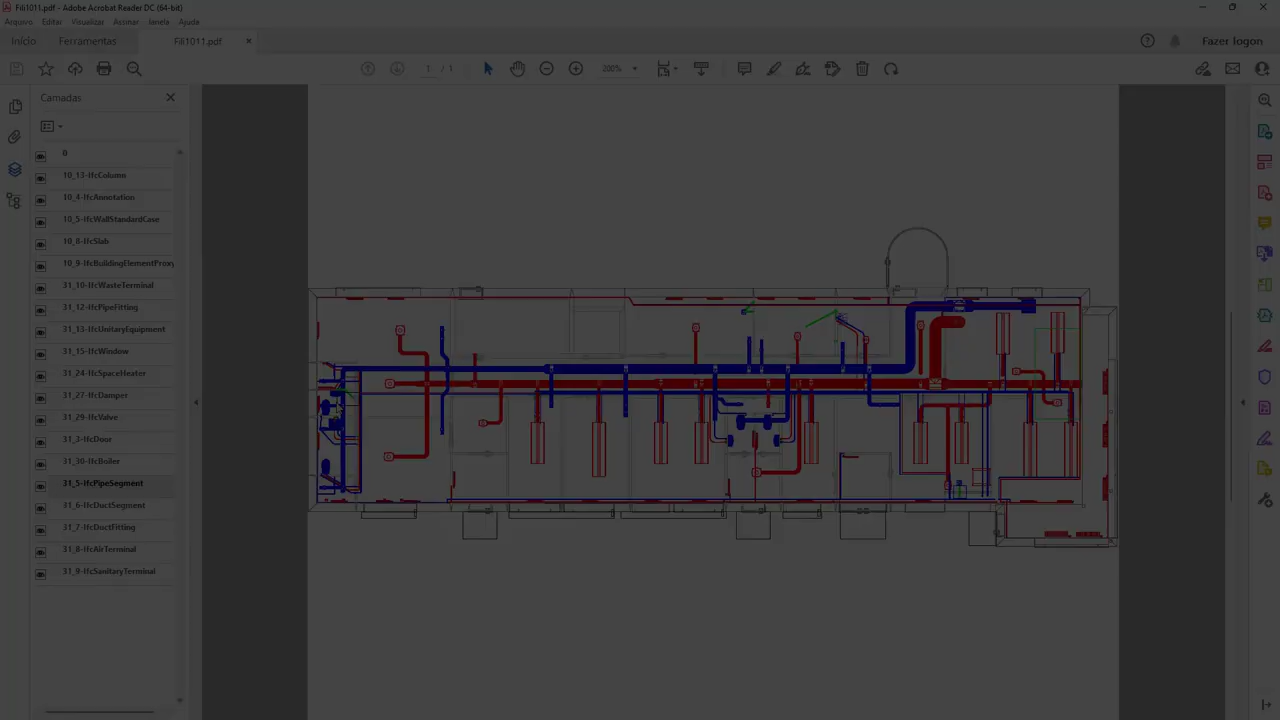 Fili1011.pdf - Adobe Acrobat Reader DC (64-bit)
Arquivo Editar Visualizar Assinar Janela Ajuda
Início Ferramentas Fili1011.pdf Fazer logon
1 / 1 200%
Camadas
0
10_13-IfcColumn
10_4-IfcAnnotation
10_5-IfcWallStandardCase
10_8-IfcSlab
10_9-IfcBuildingElementProxy
31_10-IfcWasteTerminal
31_12-IfcPipeFitting
31_13-IfcUnitaryEquipment
31_15-IfcWindow
31_24-IfcSpaceHeater
31_27-IfcDamper
31_29-IfcValve
31_3-IfcDoor
31_30-IfcBoiler
31_5-IfcPipeSegment
31_6-IfcDuctSegment
31_7-IfcDuctFitting
31_8-IfcAirTerminal
31_9-IfcSanitaryTerminal